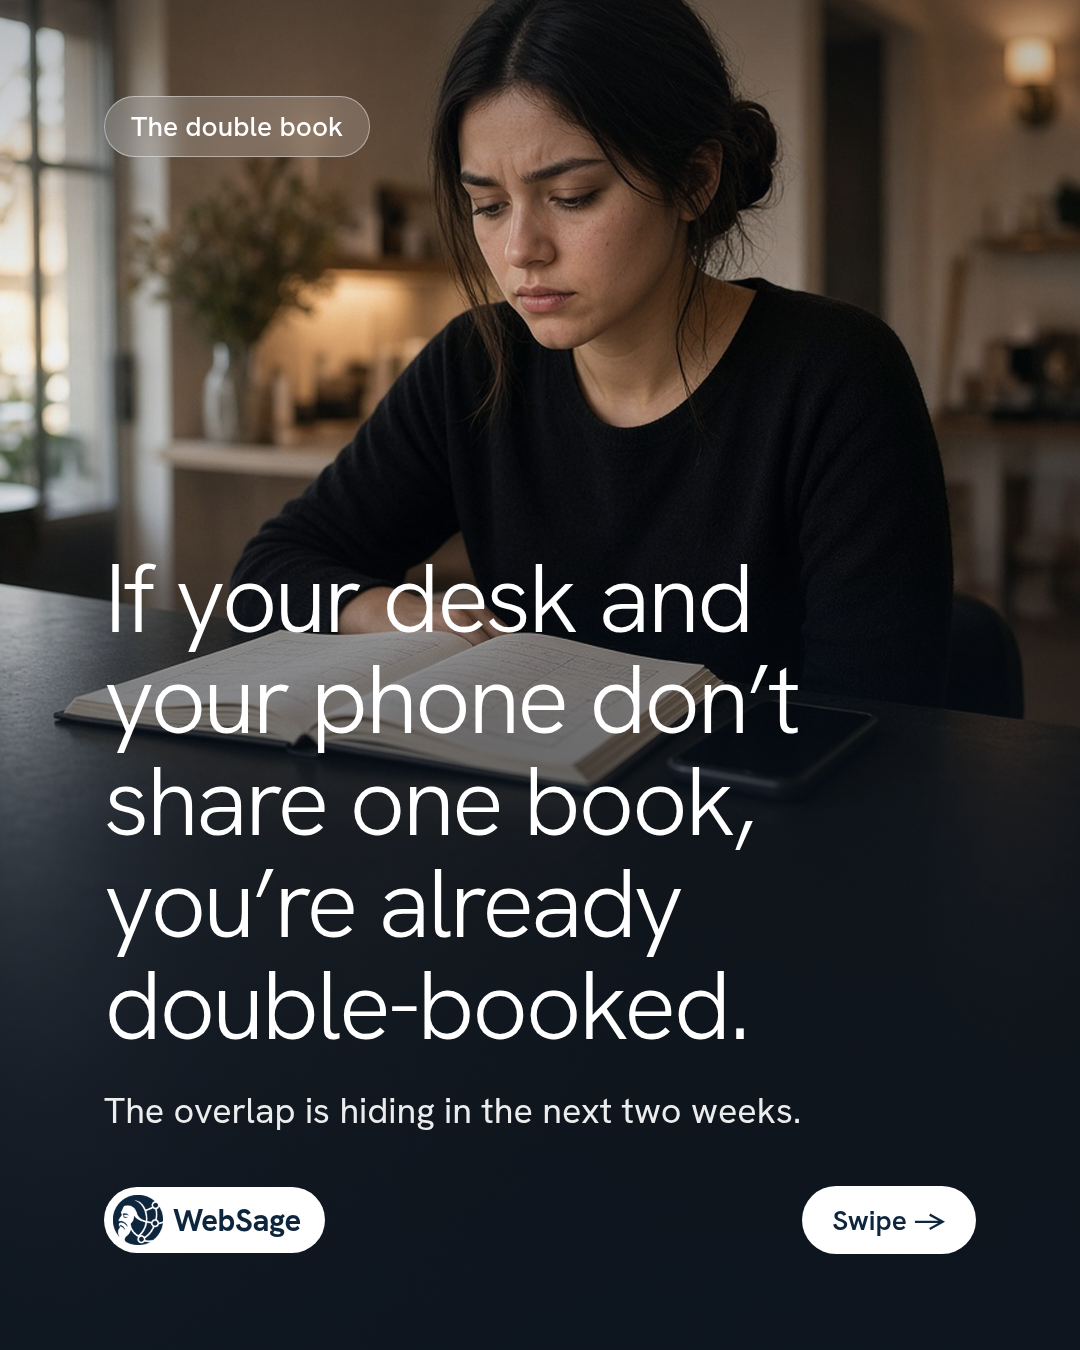 The double book
If your desk and
your phone don’t
share one book,
you’re already
double-booked.
The overlap is hiding in the next two weeks.
WebSage
Swipe →